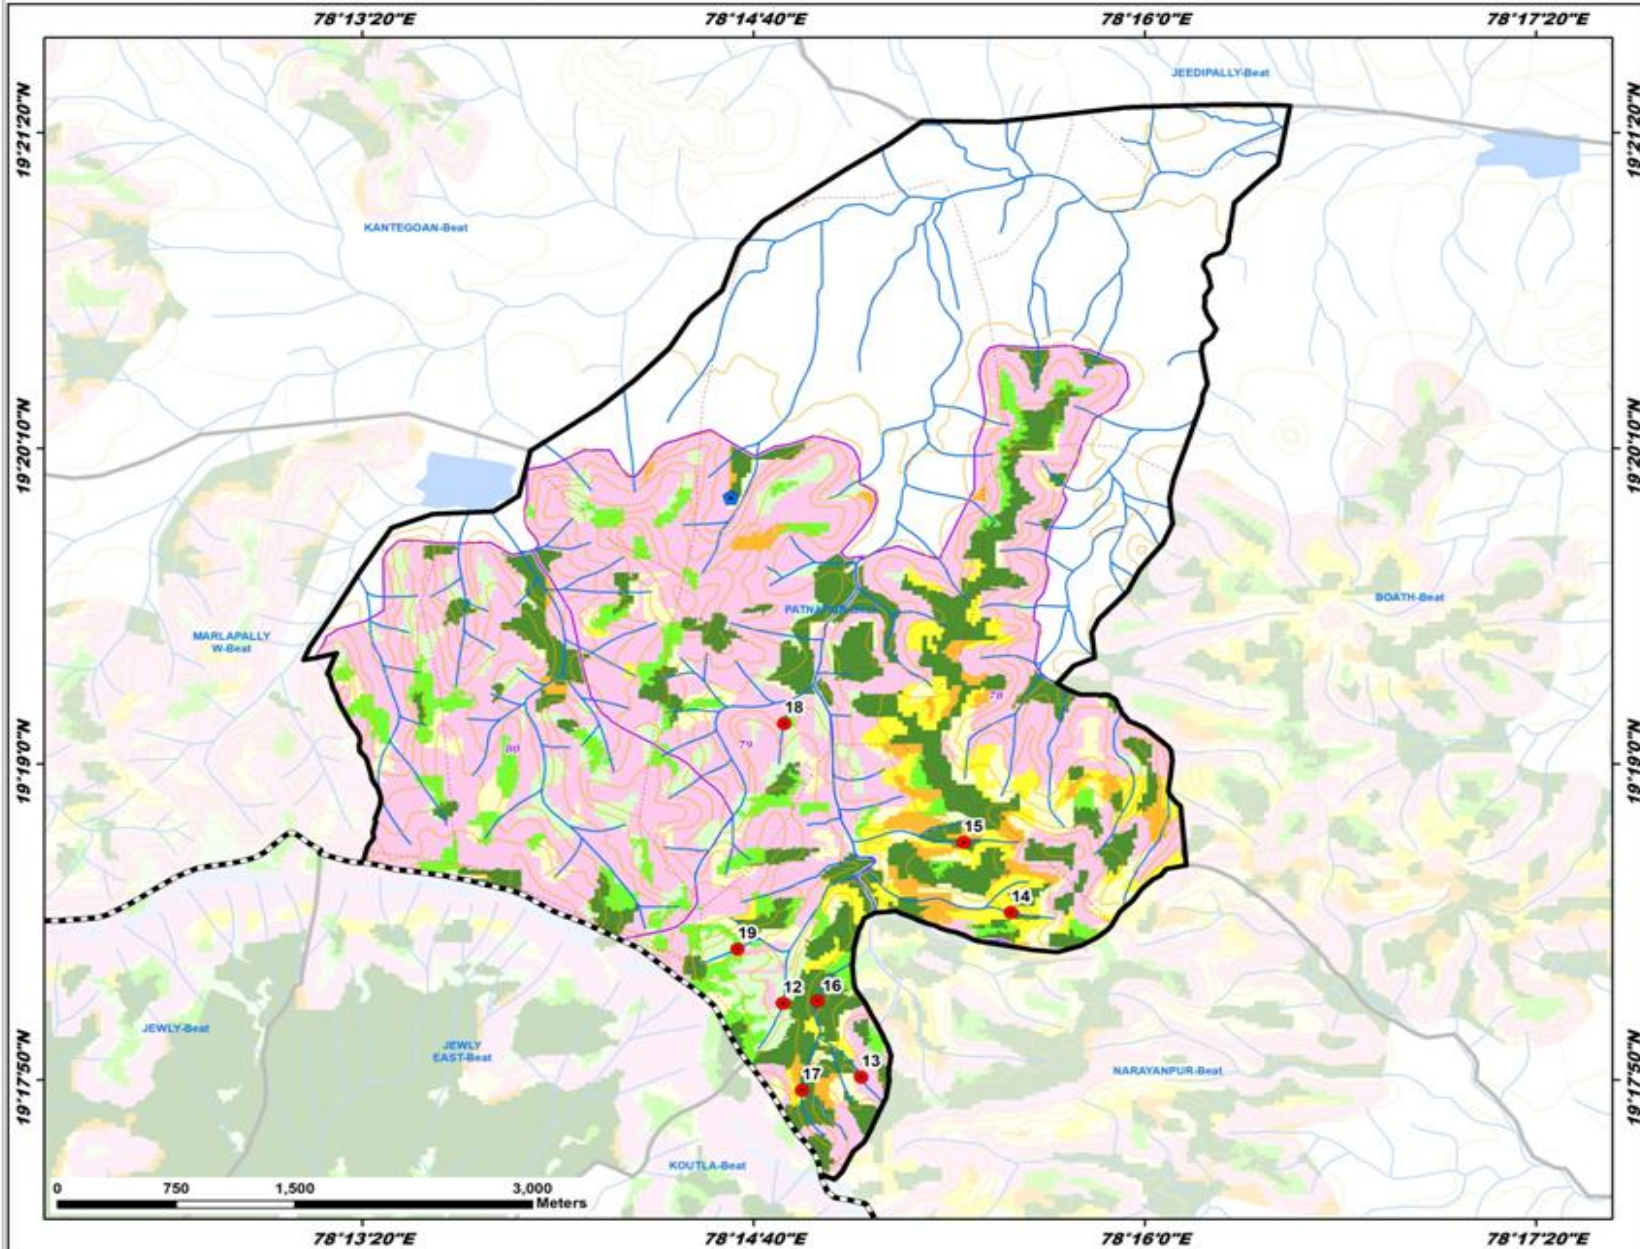 78°13'20"E 78°14'40"E 78°16'0"E 78°17'20"E
JEEDIPALLY-Beat
19°21'20"N 19°21'20"N
KANTEGOAN-Beat
19°20'10"N 19°20'10"N
BOATH-Beat
MARLAPALLY
W-Beat
78
18
79
80
19°19'0"N 19°19'0"N
15
14
19
12 16
JEWLY-Beat
JEWLY
EAST-Beat
13
17
NARAYANPUR-Beat
19°17'50"N 19°17'50"N
KOUTLA-Beat
0 750 1,500 3,000
Meters
78°13'20"E 78°14'40"E 78°16'0"E 78°17'20"E